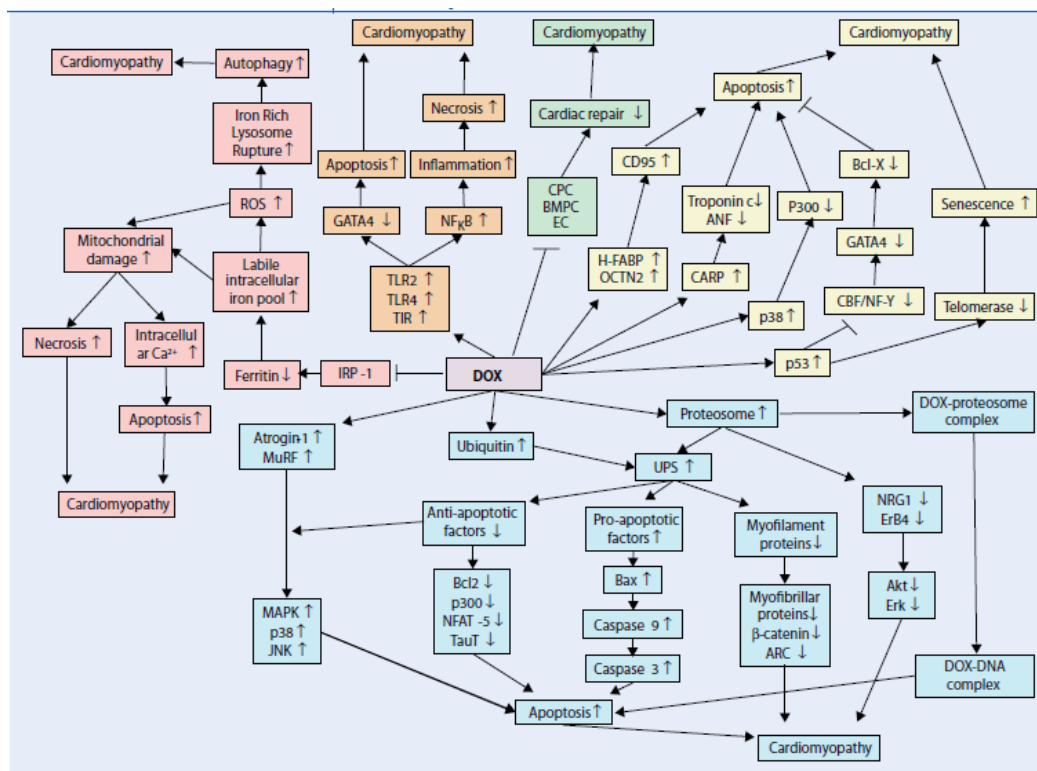 Cardiomyopathy
Cardiomyopathy
Cardiomyopathy
Cardiomyopathy
Autophagy ↑
Iron Rich
Lysosome
Rupture ↑
ROS ↑
Mitochondrial
damage ↑
Labile
intracellular
iron pool ↑
Necrosis ↑
Intracellul
ar Ca²⁺ ↑
Apoptosis ↑
Cardiomyopathy
Ferritin ↓
IRP -1
Necrosis ↑
Apoptosis ↑
Inflammation ↑
GATA4 ↓
NFκB ↑
TLR2 ↑
TLR4 ↑
TIR ↑
Cardiac repair ↓
CPC
BMPC
EC
Apoptosis ↑
CD95 ↑
H-FABP ↑
OCTN2 ↑
Troponin c↓
ANF ↓
CARP ↑
P300 ↓
p38 ↑
Bcl-X ↓
GATA4 ↓
CBF/NF-Y ↓
p53 ↑
Senescence ↑
Telomerase ↓
DOX
Atrogin-1 ↑
MuRF ↑
Ubiquitin ↑
Proteosome ↑
DOX-proteosome
complex
UPS ↑
Anti-apoptotic
factors ↓
Pro-apoptotic
factors ↑
Myofilament
proteins↓
NRG1 ↓
ErB4 ↓
MAPK ↑
p38 ↑
JNK ↑
Bcl2 ↓
p300 ↓
NFAT -5 ↓
TauT ↓
Bax ↑
Caspase 9 ↑
Caspase 3 ↑
Myofibrillar
proteins↓
β-catenin↓
ARC ↓
Akt ↓
Erk ↓
DOX-DNA
complex
Apoptosis ↑
Cardiomyopathy